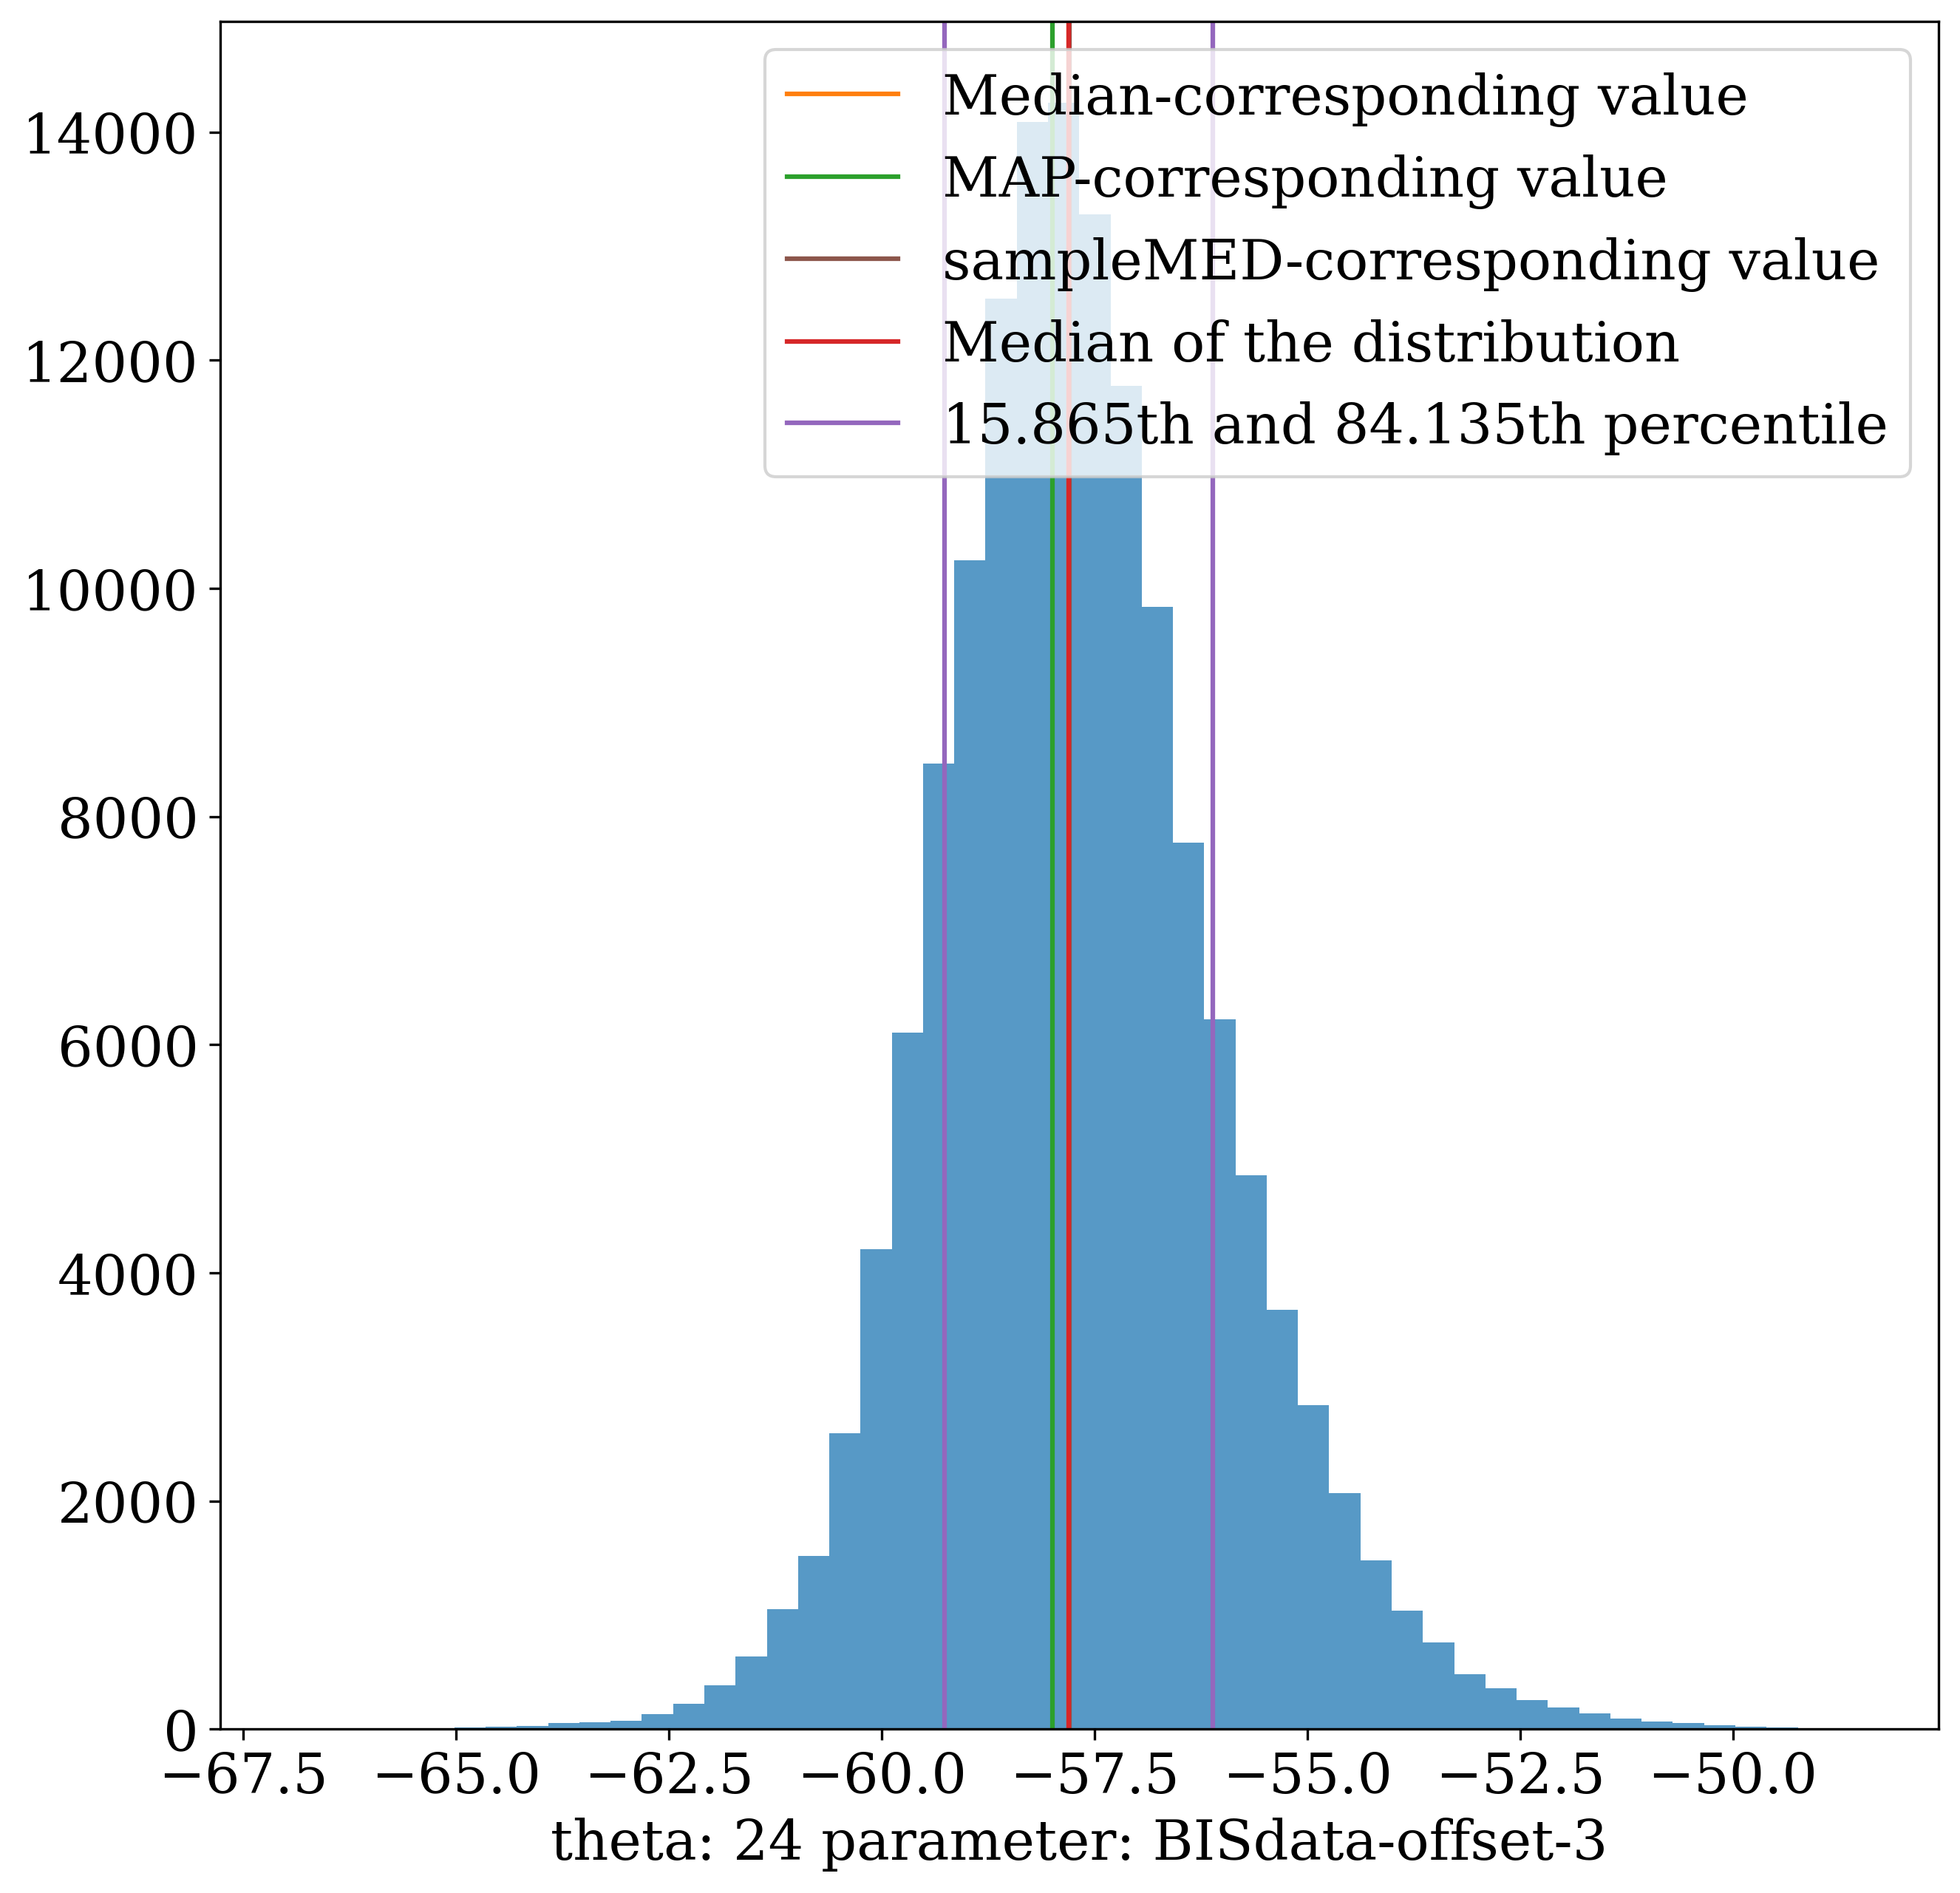 Median-corresponding value
MAP-corresponding value
sampleMED-corresponding value
Median of the distribution
15.865th and 84.135th percentile
14000
12000
10000
8000
6000
4000
2000
0
−67.5 −65.0 −62.5 −60.0 −57.5 −55.0 −52.5 −50.0
theta: 24 parameter: BISdata-offset-3